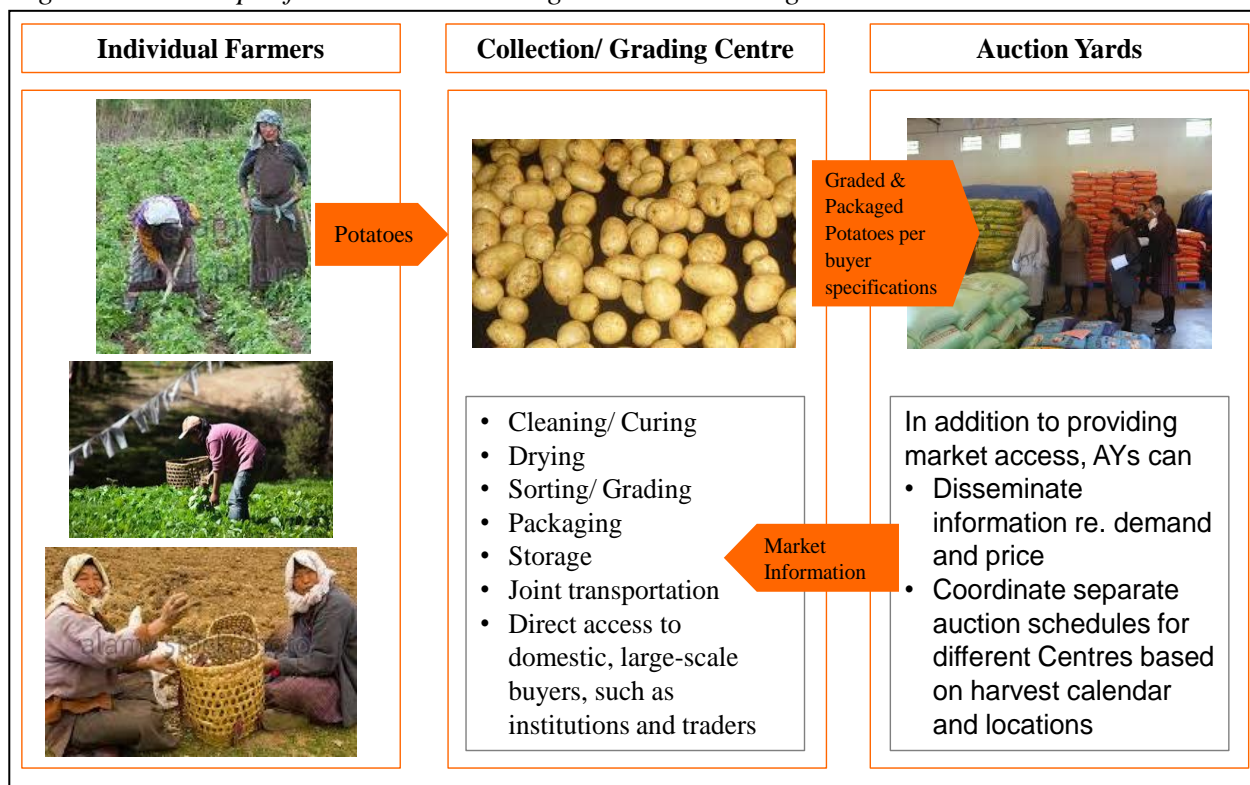 Individual Farmers
Collection/ Grading Centre
Auction Yards
Potatoes
Graded &
Packaged
Potatoes per
buyer
specifications
• Cleaning/ Curing
• Drying
• Sorting/ Grading
• Packaging
• Storage
• Joint transportation
• Direct access to
domestic, large-scale
buyers, such as
institutions and traders
Market
Information
In addition to providing
market access, AYs can
• Disseminate
information re. demand
and price
• Coordinate separate
auction schedules for
different Centres based
on harvest calendar
and locations
alamy stock photo